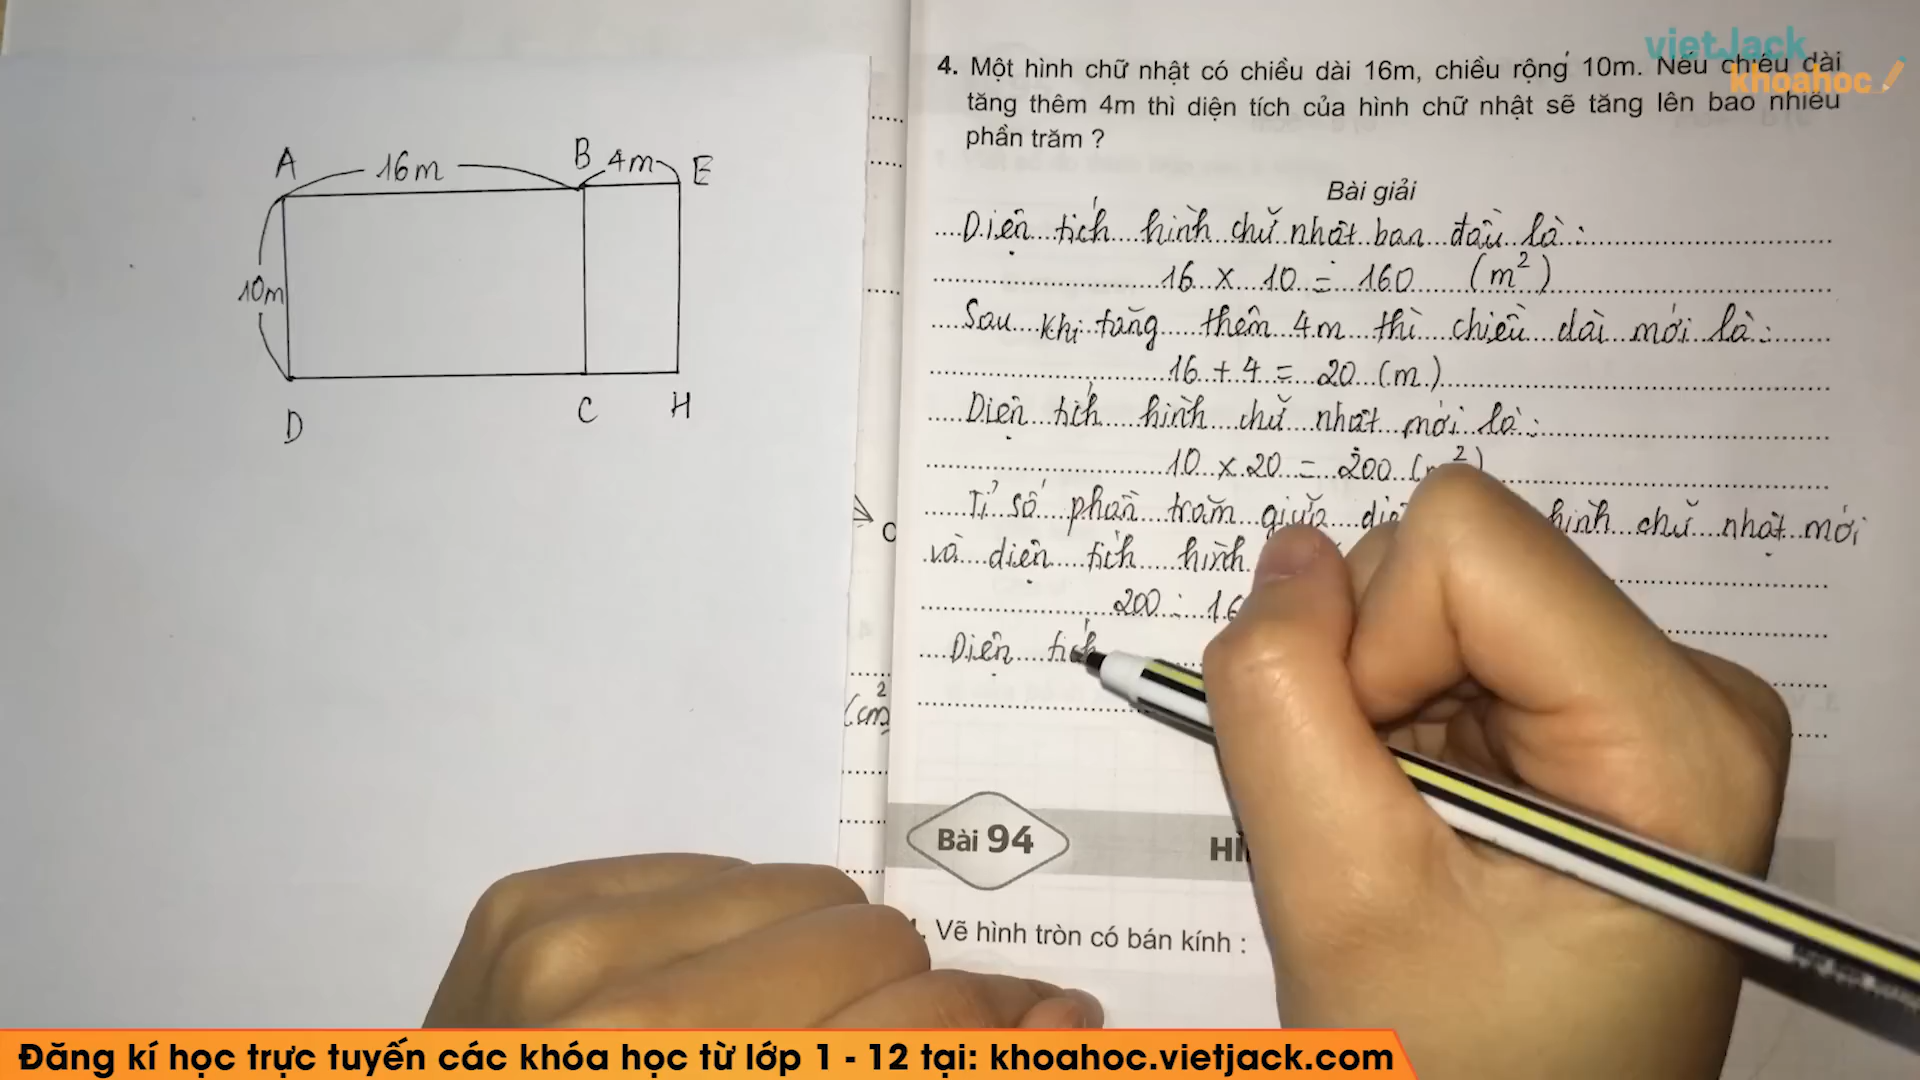 vietJack
khoahoc
4. Một hình chữ nhật có chiều dài 16m, chiều rộng 10m. Nếu chiều dài
tăng thêm 4m thì diện tích của hình chữ nhật sẽ tăng lên bao nhiêu
phần trăm ?
A 16m B 4m E
10m
D C H
Bài giải
Diện tích hình chữ nhật ban đầu là :
16 x 10 = 160 (m²)
Sau khi tăng thêm 4m thì chiều dài mới là :
16 + 4 = 20 (m)
Diện tích hình chữ nhật mới là :
10 x 20 = 200 (m²)
Tỉ số phần trăm giữa hình chữ nhật mới
và diện tích hình
200 : 16
Diện tích
C
(cm²
Bài 94
. Vẽ hình tròn có bán kính :
Đăng kí học trực tuyến các khóa học từ lớp 1 - 12 tại: khoahoc.vietjack.com